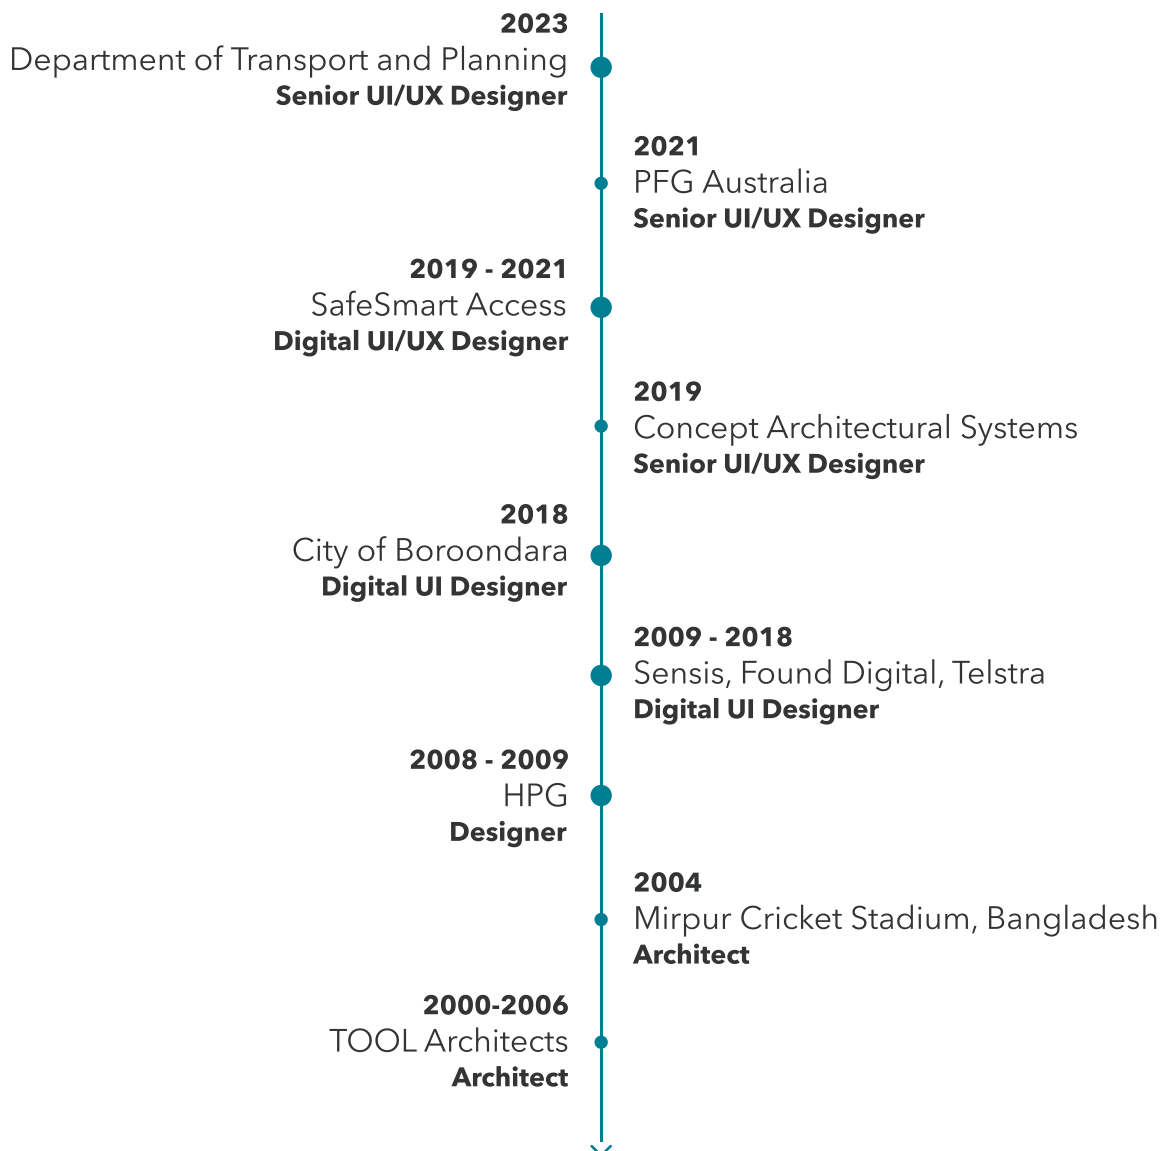 2023
Department of Transport and Planning
Senior UI/UX Designer
2021
PFG Australia
Senior UI/UX Designer
2019 - 2021
SafeSmart Access
Digital UI/UX Designer
2019
Concept Architectural Systems
Senior UI/UX Designer
2018
City of Boroondara
Digital UI Designer
2009 - 2018
Sensis, Found Digital, Telstra
Digital UI Designer
2008 - 2009
HPG
Designer
2004
Mirpur Cricket Stadium, Bangladesh
Architect
2000-2006
TOOL Architects
Architect